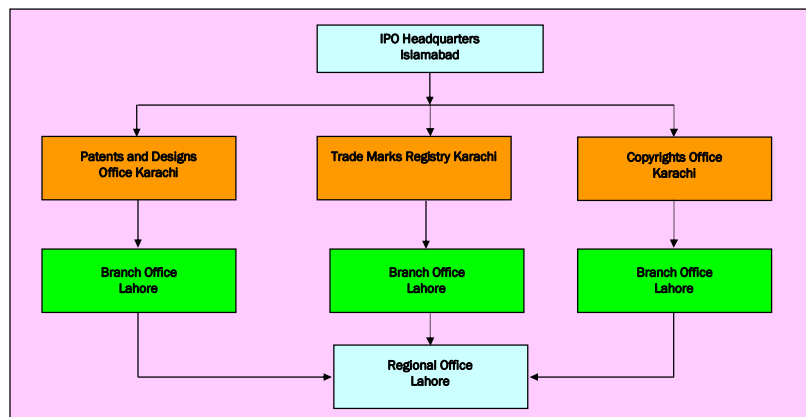 IPO Headquarters
Islamabad
Patents and Designs
Office Karachi
Trade Marks Registry Karachi
Copyrights Office
Karachi
Branch Office
Lahore
Branch Office
Lahore
Branch Office
Lahore
Regional Office
Lahore